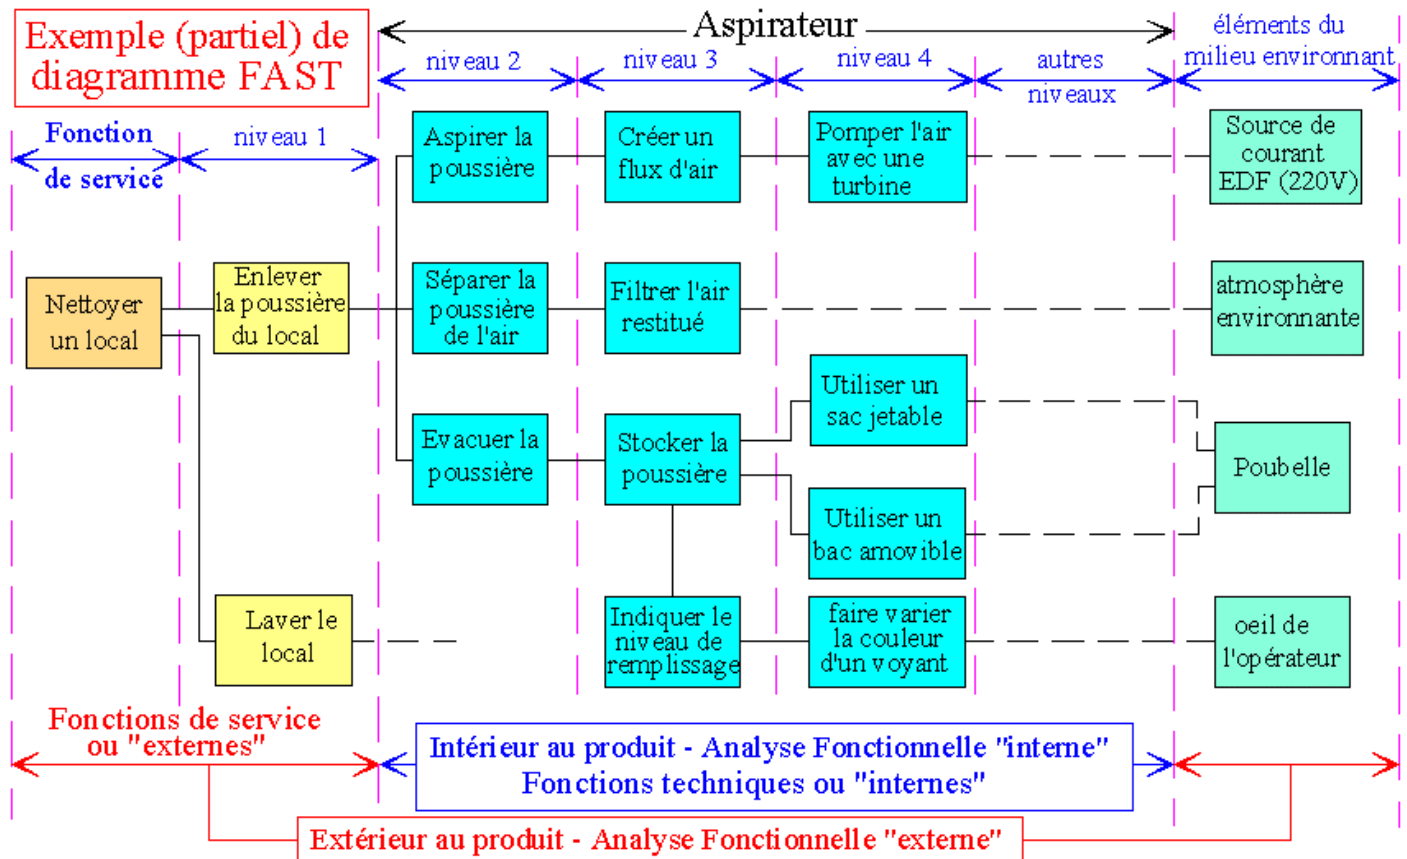 Exemple (partiel) de
diagramme FAST
Aspirateur
éléments du
milieu environnant
niveau 2
niveau 3
niveau 4
autres
niveaux
Fonction
de service
niveau 1
Aspirer la
poussière
Créer un
flux d'air
Pomper l'air
avec une
turbine
Source de
courant
EDF (220V)
Nettoyer
un local
Enlever
la poussière
du local
Séparer la
poussière
de l'air
Filtrer l'air
restitué
atmosphère
environnante
Evacuer la
poussière
Stocker la
poussière
Utiliser un
sac jetable
Utiliser un
bac amovible
Poubelle
Laver le
local
Indiquer le
niveau de
remplissage
faire varier
la couleur
d'un voyant
oeil de
l'opérateur
Fonctions de service
ou "externes"
Intérieur au produit - Analyse Fonctionnelle "interne"
Fonctions techniques ou "internes"
Extérieur au produit - Analyse Fonctionnelle "externe"